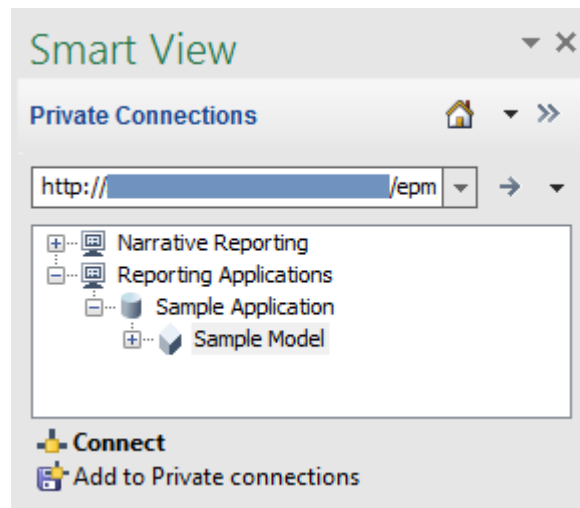 Smart View
Private Connections
http:// /epm
Narrative Reporting
Reporting Applications
Sample Application
Sample Model
Connect
Add to Private connections